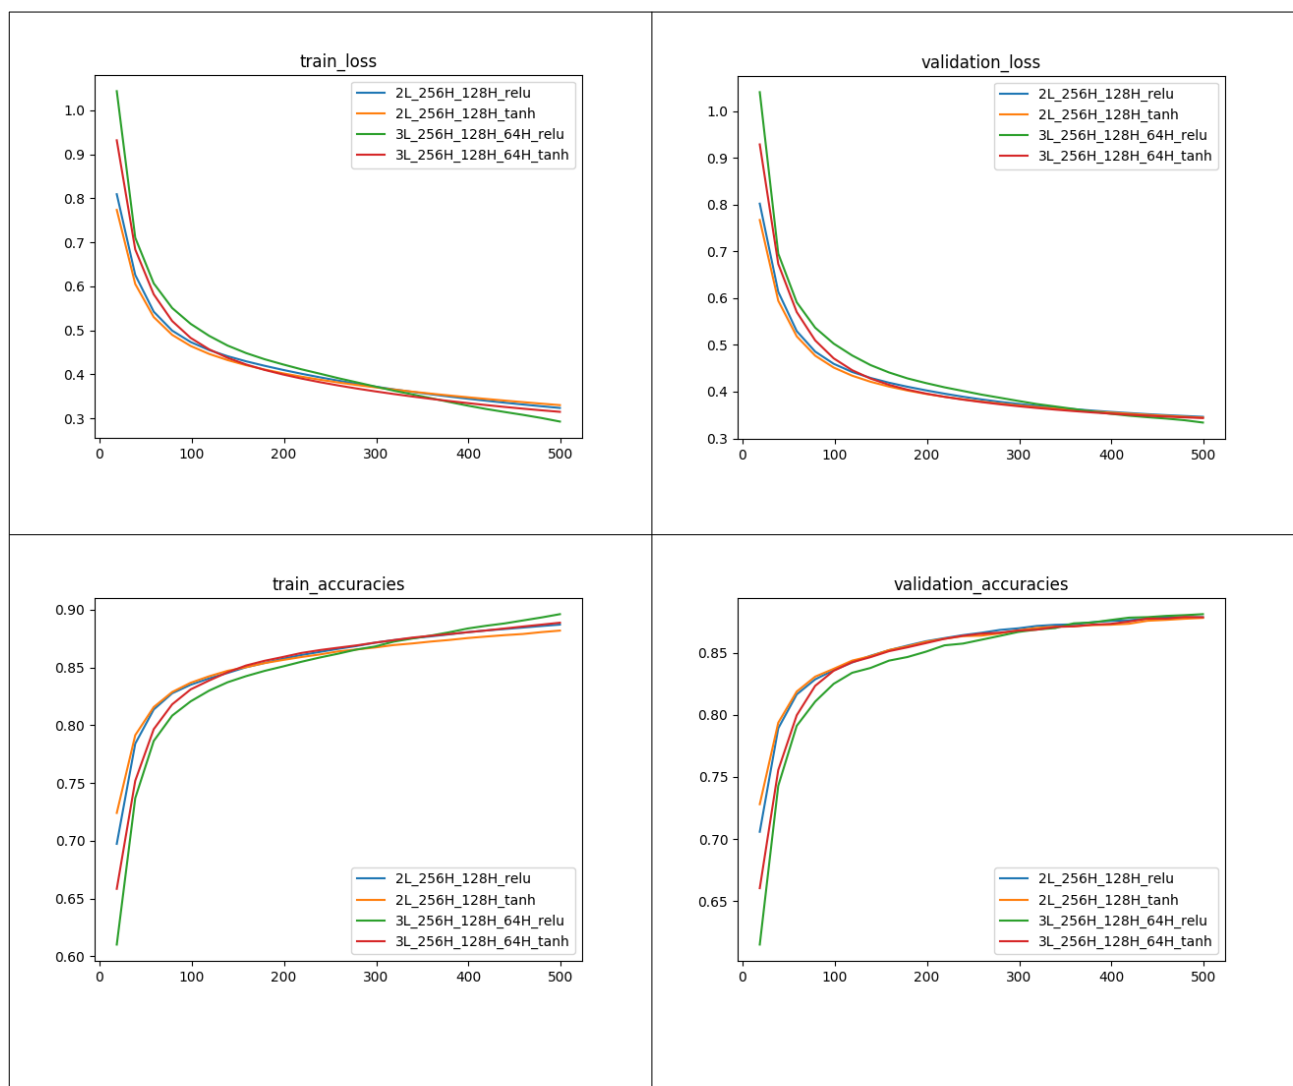 train_loss
1.0
0.9
0.8
0.7
0.6
0.5
0.4
0.3
0
100
200
300
400
500
2L_256H_128H_relu
2L_256H_128H_tanh
3L_256H_128H_64H_relu
3L_256H_128H_64H_tanh
validation_loss
1.0
0.9
0.8
0.7
0.6
0.5
0.4
0.3
0
100
200
300
400
500
2L_256H_128H_relu
2L_256H_128H_tanh
3L_256H_128H_64H_relu
3L_256H_128H_64H_tanh
train_accuracies
0.90
0.85
0.80
0.75
0.70
0.65
0.60
0
100
200
300
400
500
2L_256H_128H_relu
2L_256H_128H_tanh
3L_256H_128H_64H_relu
3L_256H_128H_64H_tanh
validation_accuracies
0.85
0.80
0.75
0.70
0.65
0
100
200
300
400
500
2L_256H_128H_relu
2L_256H_128H_tanh
3L_256H_128H_64H_relu
3L_256H_128H_64H_tanh